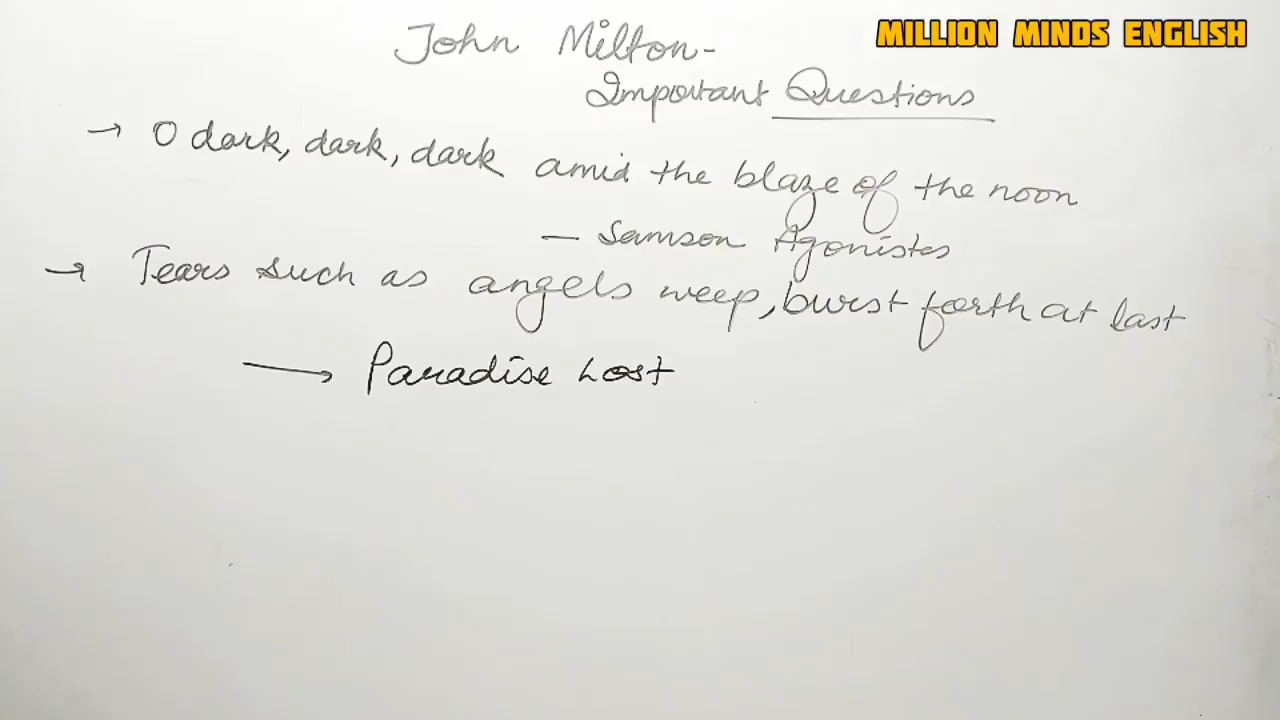 MILLION MINDS ENGLISH
John Milton-
Important Questions
→ O dark, dark, dark amid the blaze of the noon
— Samson Agonistes
→ Tears such as angels weep, burst forth at last
→ Paradise Lost